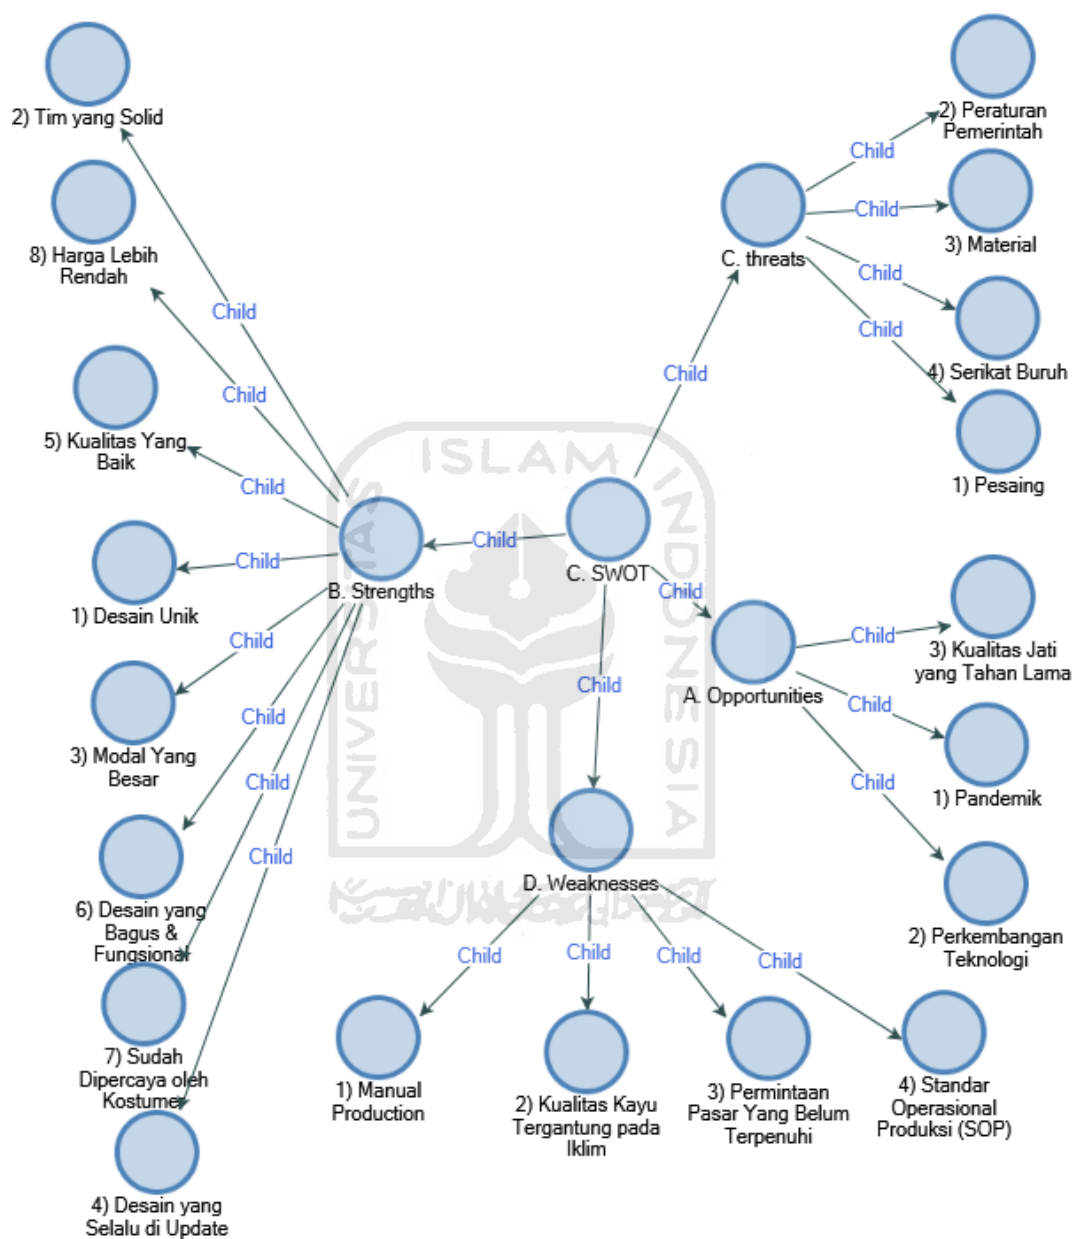 2) Tim yang Solid
8) Harga Lebih
Rendah
5) Kualitas Yang
Baik
1) Desain Unik
3) Modal Yang
Besar
6) Desain yang
Bagus &
Fungsional
7) Sudah
Dipercaya oleh
Kostumer
4) Desain yang
Selalu di Update
Child
Child
Child
Child
Child
Child
Child
Child
B. Strengths
Child
C. SWOT
Child
Child
Child
C. threats
Child
Child
Child
Child
2) Peraturan
Pemerintah
3) Material
4) Serikat Buruh
1) Pesaing
A. Opportunities
Child
Child
Child
3) Kualitas Jati
yang Tahan Lama
1) Pandemik
2) Perkembangan
Teknologi
D. Weaknesses
Child
Child
Child
Child
1) Manual
Production
2) Kualitas Kayu
Tergantung pada
Iklim
3) Permintaan
Pasar Yang Belum
Terpenuhi
4) Standar
Operasional
Produksi (SOP)
UNIVERSITAS
ISLAM
INDONESIA